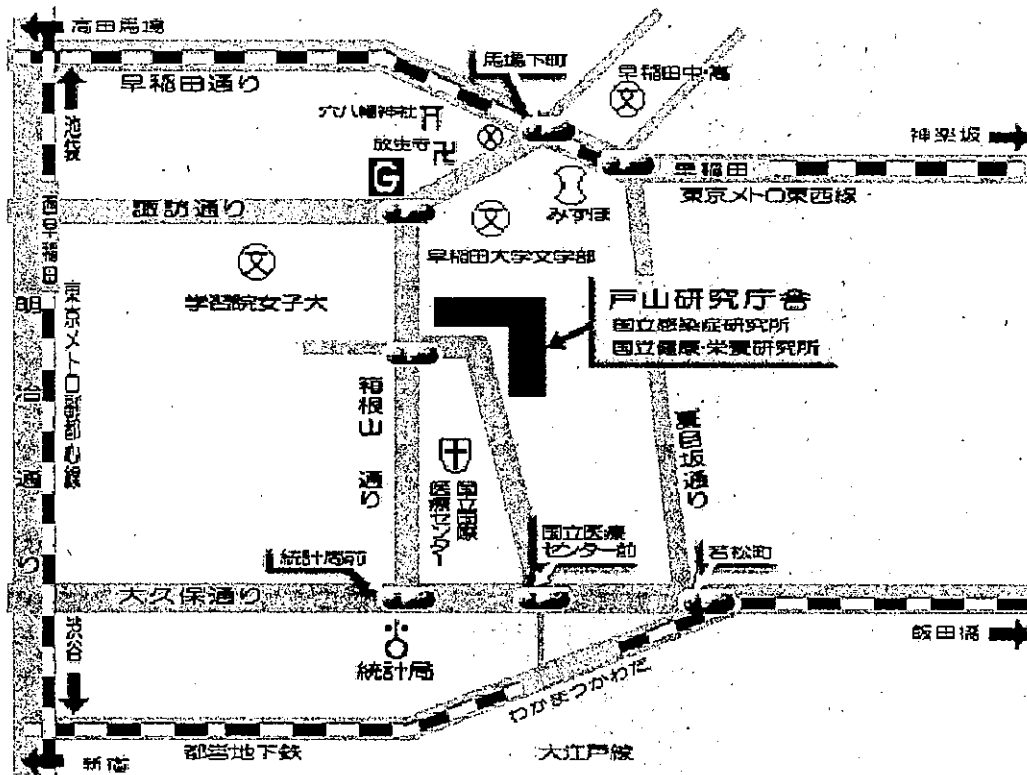 高田馬場
早稲田通り
馬場下町
早稲田中・高
穴八幡神社
放生寺
文
文
神楽坂
早稲田
東京メトロ東西線
池袋
西早稲田
G
諏訪通り
みずほ
文
早稲田大学文学部
文
学習院女子大
戸山研究庁舎
国立感染症研究所
国立健康・栄養研究所
明治通り
東京メトロ副都心線
箱根山通り
夏目坂通り
国立国際
医療センター
国立医療
センター前
若松町
統計局前
大久保通り
渋谷
統計局
飯田橋
わかまつかわだ
都営地下鉄
大江戸線
新宿